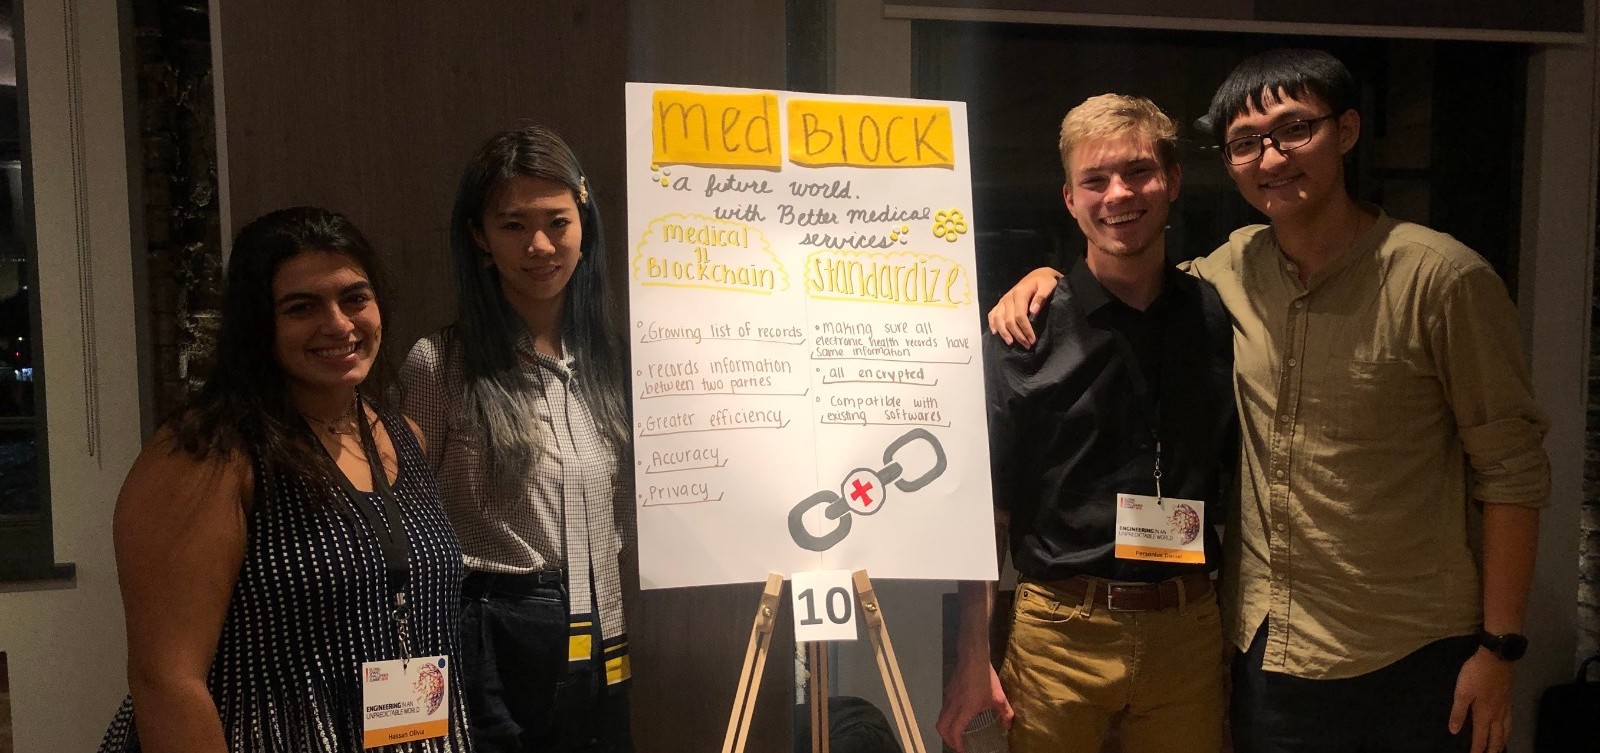 med BLOCK
a future world.
with Better medical
services
medical
Blockchain
Growing list of records
records information
between two parties
Greater efficiency
Accuracy
Privacy
standardize
making sure all
electronic health records have
same information
all encrypted
compatible with
existing softwares
10
ENGINEERING IN AN
UNPREDICTABLE WORLD
Hassan Olivia
ENGINEERING IN AN
UNPREDICTABLE WORLD